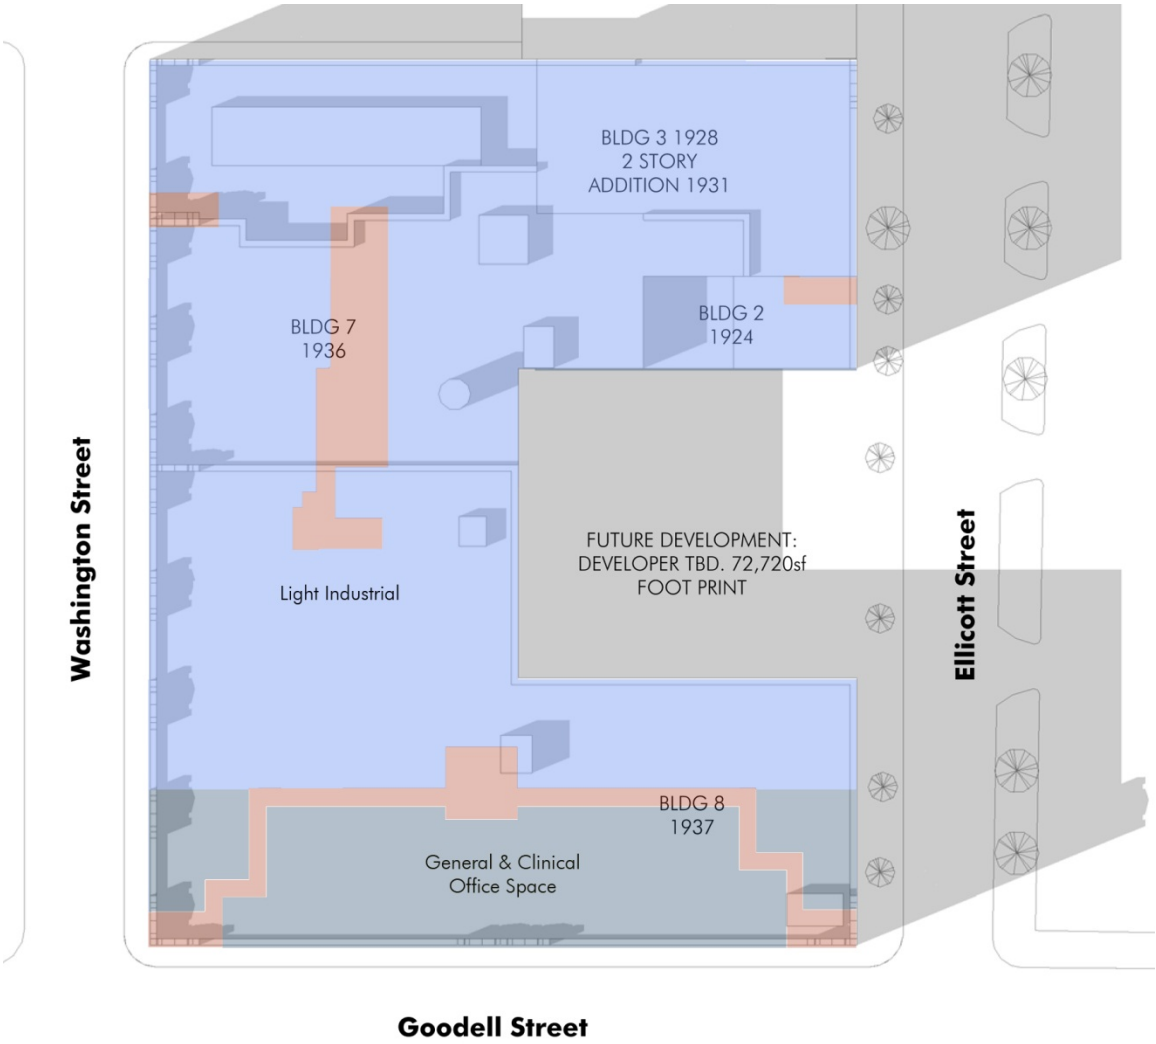 BLDG 3 1928
2 STORY
ADDITION 1931
BLDG 2
1924
BLDG 7
1936
Washington Street
FUTURE DEVELOPMENT:
DEVELOPER TBD. 72,720sf
FOOT PRINT
Ellicott Street
Light Industrial
BLDG 8
1937
General & Clinical
Office Space
Goodell Street